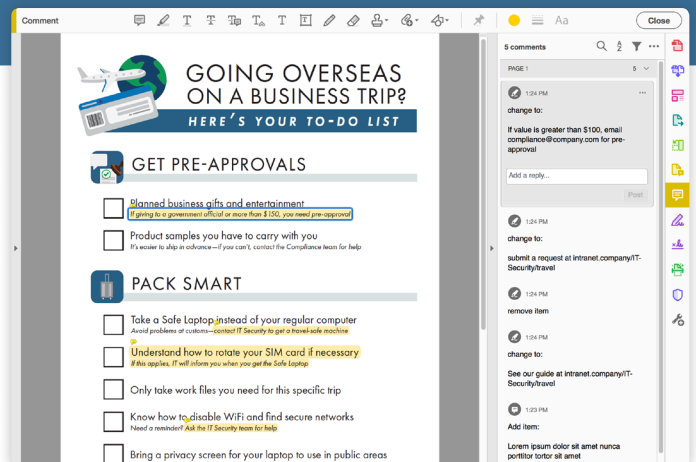 Comment
Aa
Close
GOING OVERSEAS
ON A BUSINESS TRIP?
HERE'S YOUR TO-DO LIST
GET PRE-APPROVALS
Planned business gifts and entertainment
If giving to a government official or more than $150, you need pre-approval
Product samples you have to carry with you
It's easier to ship in advance—if you can't, contact the Compliance team for help
PACK SMART
Take a Safe Laptop instead of your regular computer
Avoid problems at customs—contact IT Security to get a travel-safe machine
Understand how to rotate your SIM card if necessary
If this applies, IT will inform you when you get the Safe Laptop
Only take work files you need for this specific trip
Know how to disable WiFi and find secure networks
Need a reminder? Ask the IT Security team for help
Bring a privacy screen for your laptop to use in public areas
5 comments
PAGE 1
5
1:24 PM
change to:
If value is greater than $100, email
compliance@company.com for pre-
approval
Add a reply...
Post
1:24 PM
change to:
submit a request at intranet.company/IT-
Security/travel
1:24 PM
remove item
1:24 PM
change to:
See our guide at intranet.company/IT-
Security/travel
1:23 PM
Add item:
Lorem ipsum dolor sit amet nunca
porttitor tortor sit amet